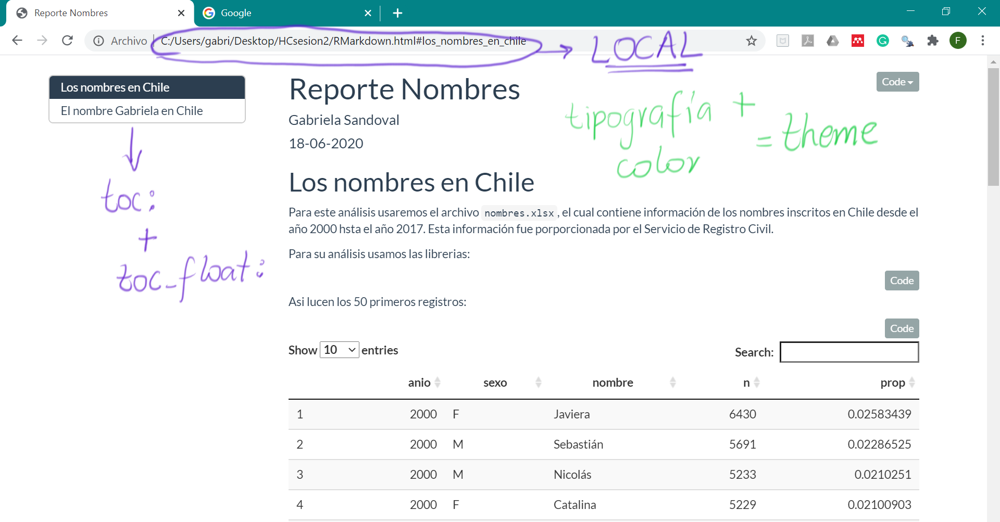 Reporte Nombres
Google
Archivo
C:/Users/gabri/Desktop/HCsesion2/RMarkdown.html#los_nombres_en_chile
F
LOCAL
Los nombres en Chile
El nombre Gabriela en Chile
toc:
+
toc_float:
Reporte Nombres
Code
Gabriela Sandoval
18-06-2020
tipografía +
color
= theme
Los nombres en Chile
Para este análisis usaremos el archivo nombres.xlsx, el cual contiene información de los nombres inscritos en Chile desde el
año 2000 hsta el año 2017. Esta información fue porporcionada por el Servicio de Registro Civil.
Para su análisis usamos las librerias:
Code
Asi lucen los 50 primeros registros:
Code
Show 10 entries
Search:
anio sexo nombre n prop
1 2000 F Javiera 6430 0.02583439
2 2000 M Sebastián 5691 0.02286525
3 2000 M Nicolás 5233 0.0210251
4 2000 F Catalina 5229 0.02100903